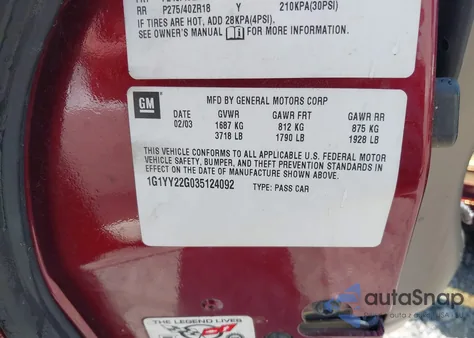 RR P275/40ZR18 Y 210KPA(30PSI)
IF TIRES ARE HOT, ADD 28KPA(4PSI)
SEE OWNER'S MANUAL FOR MORE INFORMATION
GM
MFD BY GENERAL MOTORS CORP
DATE GVWR GAWR FRT GAWR RR
02/03 1687 KG 812 KG 875 KG
3718 LB 1790 LB 1928 LB
THIS VEHICLE CONFORMS TO ALL APPLICABLE U.S. FEDERAL MOTOR
VEHICLE SAFETY, BUMPER, AND THEFT PREVENTION STANDARDS IN
EFFECT ON THE DATE OF MANUFACTURE SHOWN ABOVE.
1G1YY22G035124092 TYPE: PASS CAR
THE LEGEND LIVES
autoSnap